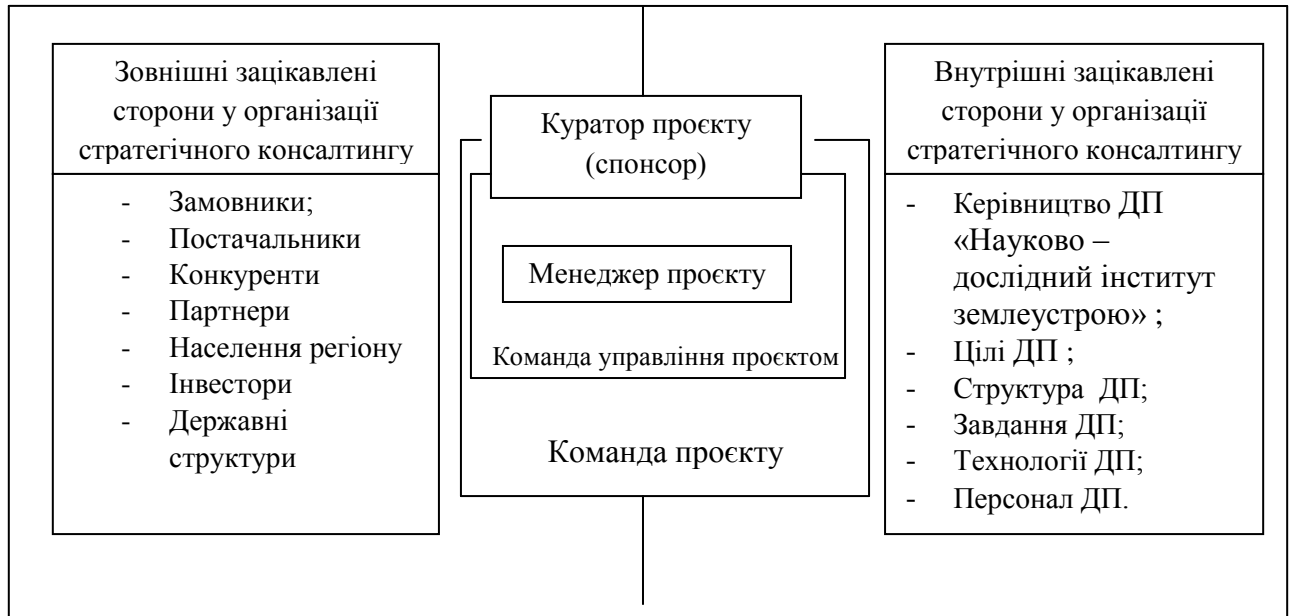 Зовнішні зацікавлені
сторони у організації
стратегічного консалтингу
- Замовники;
- Постачальники
- Конкуренти
- Партнери
- Населення регіону
- Інвестори
- Державні
структури
Куратор проєкту
(спонсор)
Менеджер проєкту
Команда управління проєктом
Команда проєкту
Внутрішні зацікавлені
сторони у організації
стратегічного консалтингу
- Керівництво ДП
«Науково –
дослідний інститут
землеустрою» ;
- Цілі ДП ;
- Структура ДП;
- Завдання ДП;
- Технології ДП;
- Персонал ДП.